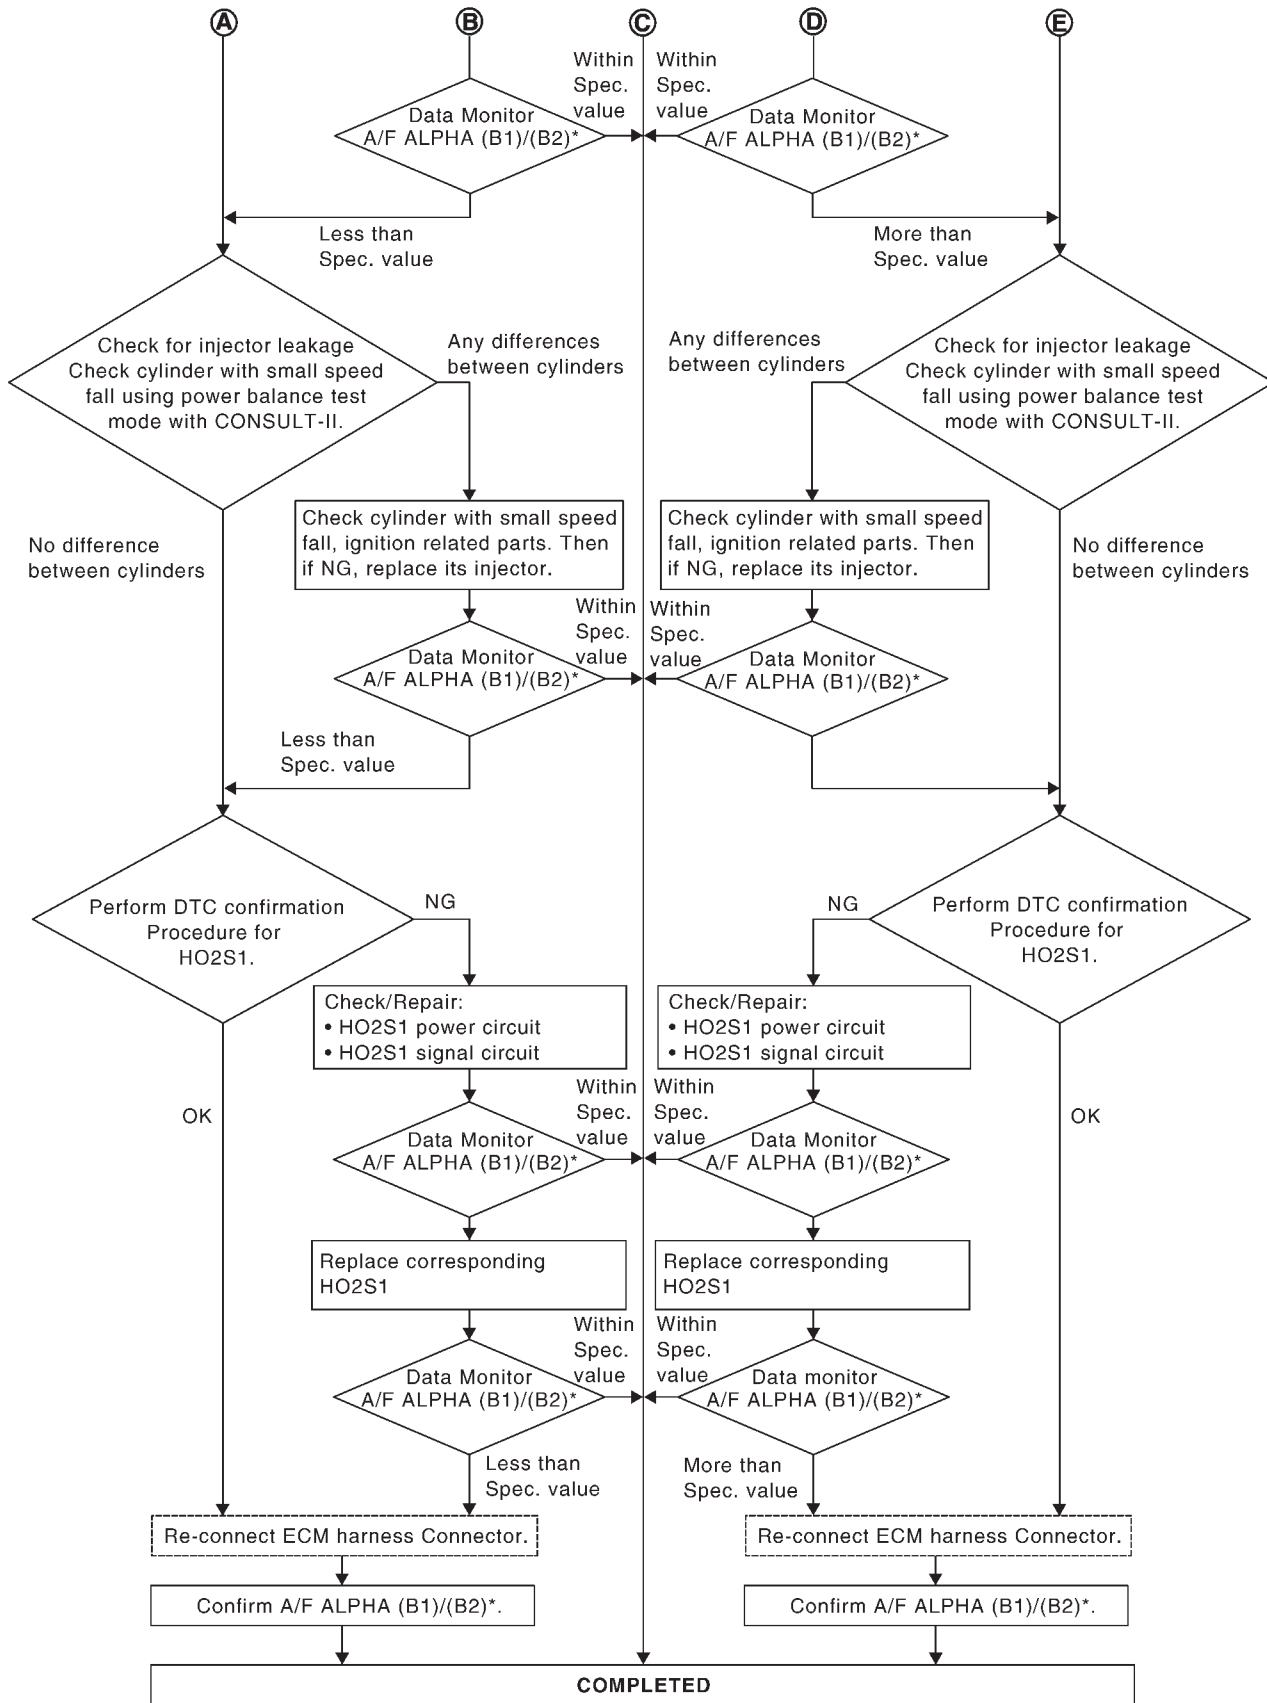 A
B
C
D
E
Within
Spec.
value
Within
Spec.
value
Data Monitor
A/F ALPHA (B1)/(B2)*
Data Monitor
A/F ALPHA (B1)/(B2)*
Less than
Spec. value
More than
Spec. value
Check for injector leakage
Check cylinder with small speed
fall using power balance test
mode with CONSULT-II.
Any differences
between cylinders
Any differences
between cylinders
Check for injector leakage
Check cylinder with small speed
fall using power balance test
mode with CONSULT-II.
No difference
between cylinders
Check cylinder with small speed
fall, ignition related parts. Then
if NG, replace its injector.
Check cylinder with small speed
fall, ignition related parts. Then
if NG, replace its injector.
No difference
between cylinders
Within
Spec.
value
Within
Spec.
value
Data Monitor
A/F ALPHA (B1)/(B2)*
Data Monitor
A/F ALPHA (B1)/(B2)*
Less than
Spec. value
Perform DTC confirmation
Procedure for
HO2S1.
NG
NG
Perform DTC confirmation
Procedure for
HO2S1.
Check/Repair:
• HO2S1 power circuit
• HO2S1 signal circuit
Check/Repair:
• HO2S1 power circuit
• HO2S1 signal circuit
OK
Within
Spec.
value
Within
Spec.
value
OK
Data Monitor
A/F ALPHA (B1)/(B2)*
Data Monitor
A/F ALPHA (B1)/(B2)*
Replace corresponding
HO2S1
Replace corresponding
HO2S1
Within
Spec.
value
Within
Spec.
value
Data Monitor
A/F ALPHA (B1)/(B2)*
Data monitor
A/F ALPHA (B1)/(B2)*
Less than
Spec. value
More than
Spec. value
Re-connect ECM harness Connector.
Re-connect ECM harness Connector.
Confirm A/F ALPHA (B1)/(B2)*.
Confirm A/F ALPHA (B1)/(B2)*.
COMPLETED